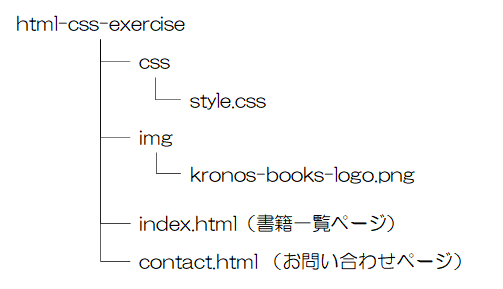 html-css-exercise
css
style.css
img
kronos-books-logo.png
index.html（書籍一覧ページ）
contact.html （お問い合わせページ）